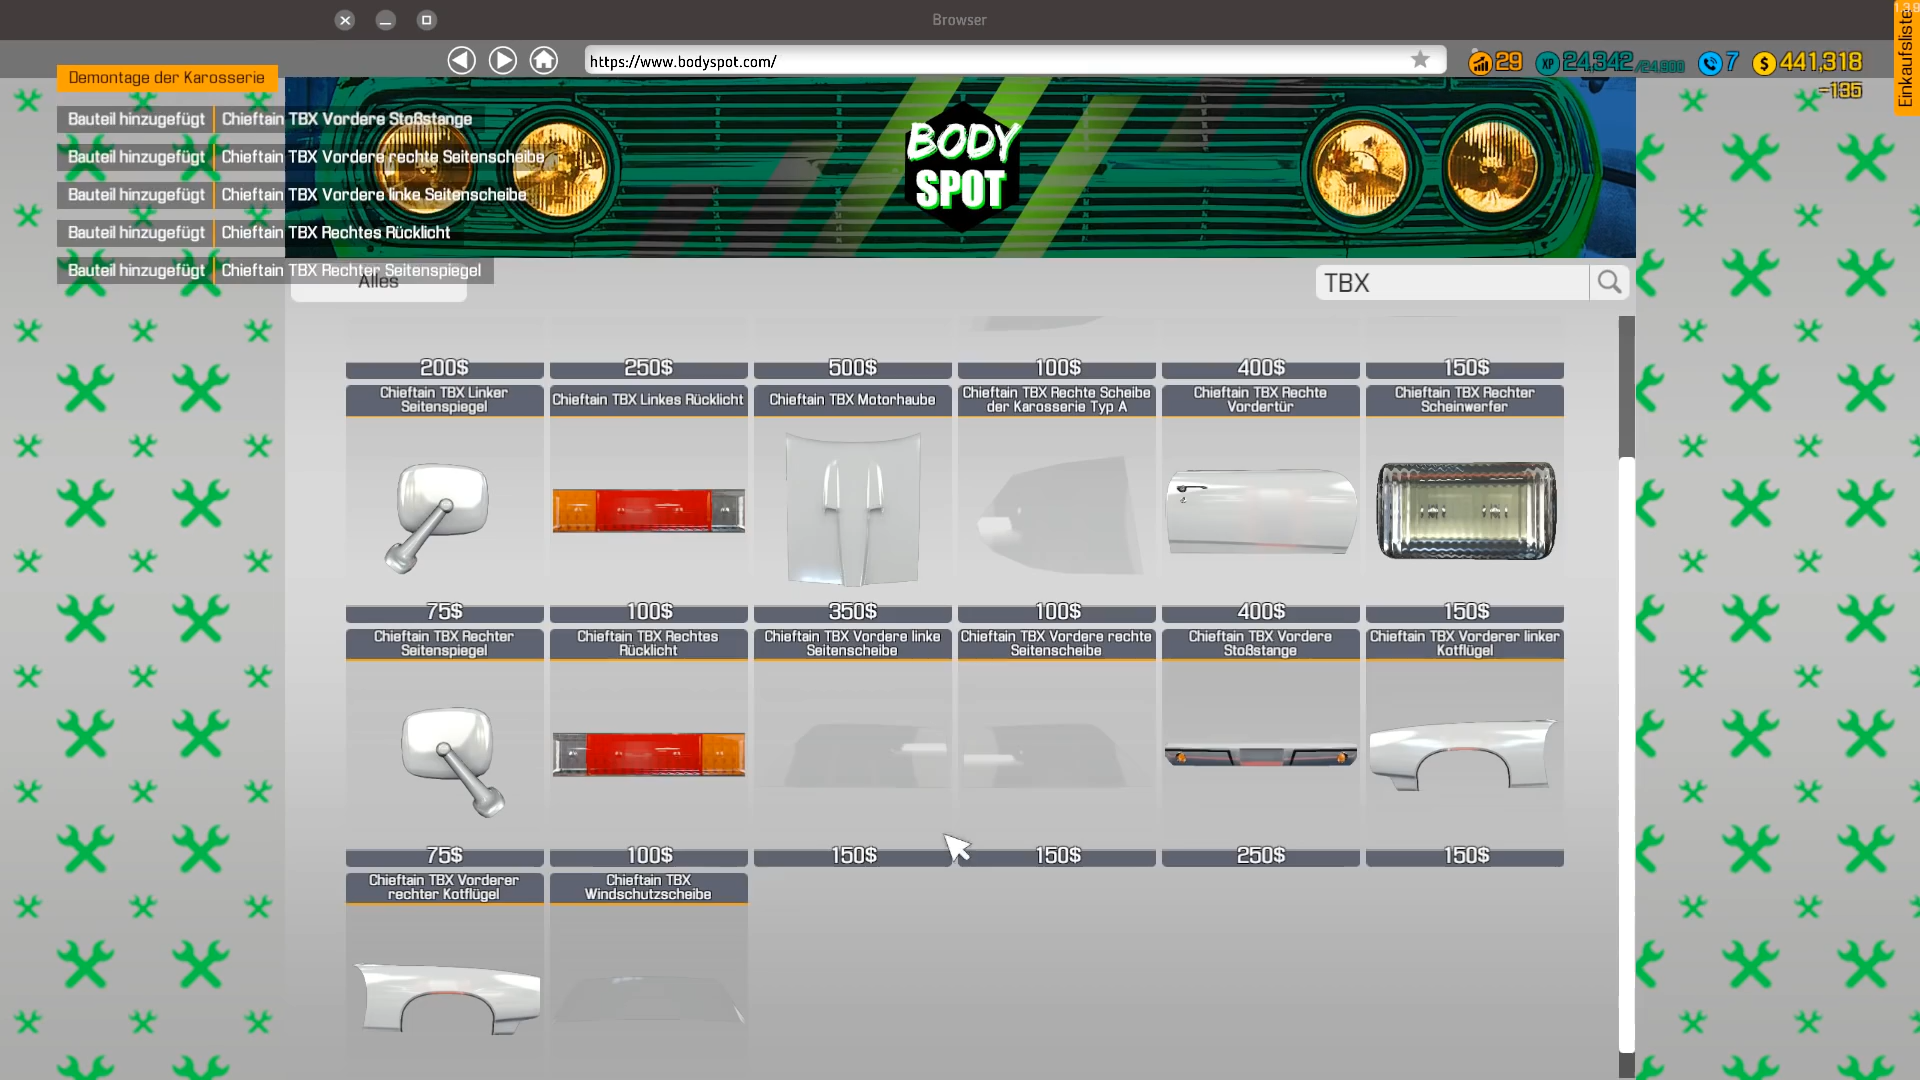 Browser
1.3.8
https://www.bodyspot.com/
29
XP 24,342/24,900
7
$ 441,318
-135
Einkaufsliste
Demontage der Karosserie
Bauteil hinzugefügt Chieftain TBX Vordere Stoßstange
Bauteil hinzugefügt Chieftain TBX Vordere rechte Seitenscheibe
Bauteil hinzugefügt Chieftain TBX Vordere linke Seitenscheibe
Bauteil hinzugefügt Chieftain TBX Rechtes Rücklicht
Bauteil hinzugefügt Chieftain TBX Rechter Seitenspiegel
BODY
SPOT
Alles
TBX
200$ 250$ 500$ 100$ 400$ 150$
Chieftain TBX Linker
Seitenspiegel
Chieftain TBX Linkes Rücklicht
Chieftain TBX Motorhaube
Chieftain TBX Rechte Scheibe
der Karosserie Typ A
Chieftain TBX Rechte
Vordertür
Chieftain TBX Rechter
Scheinwerfer
75$ 100$ 350$ 100$ 400$ 150$
Chieftain TBX Rechter
Seitenspiegel
Chieftain TBX Rechtes
Rücklicht
Chieftain TBX Vordere linke
Seitenscheibe
Chieftain TBX Vordere rechte
Seitenscheibe
Chieftain TBX Vordere
Stoßstange
Chieftain TBX Vorderer linker
Kotflügel
75$ 100$ 150$ 150$ 250$ 150$
Chieftain TBX Vorderer
rechter Kotflügel
Chieftain TBX
Windschutzscheibe